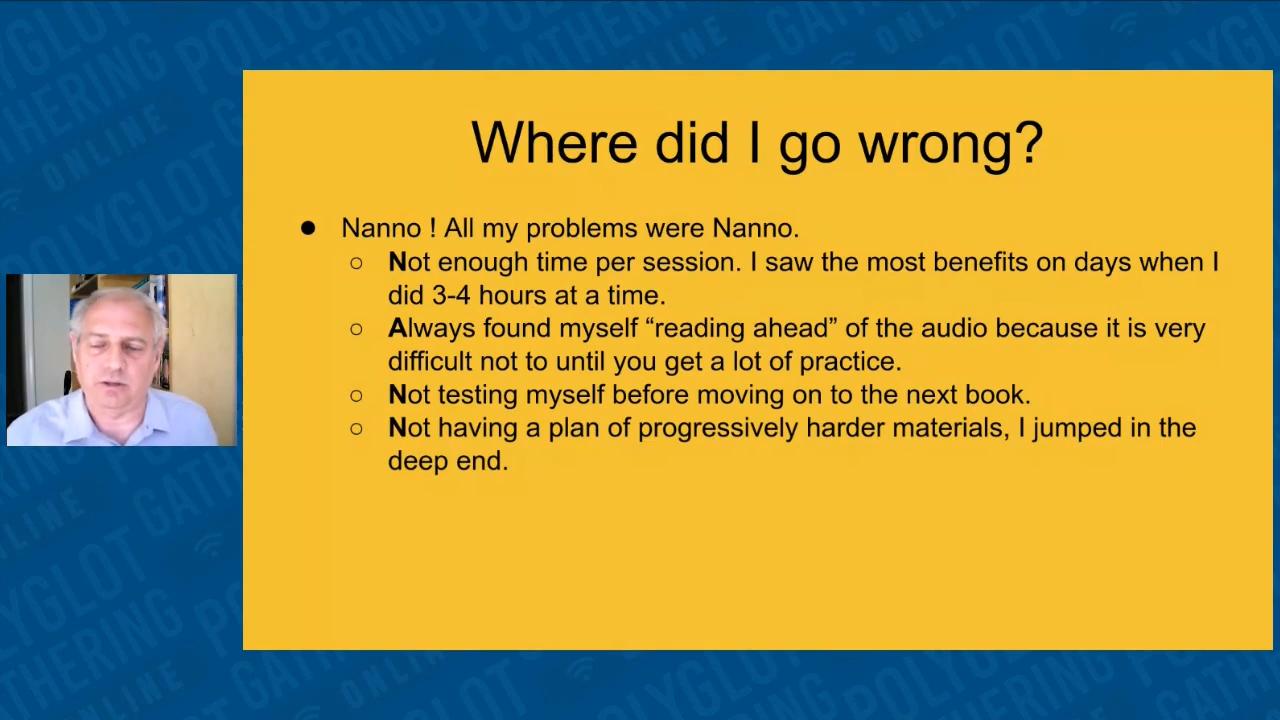 Where did I go wrong?
● Nanno ! All my problems were Nanno.
○ Not enough time per session. I saw the most benefits on days when I
did 3-4 hours at a time.
○ Always found myself “reading ahead” of the audio because it is very
difficult not to until you get a lot of practice.
○ Not testing myself before moving on to the next book.
○ Not having a plan of progressively harder materials, I jumped in the
deep end.
POLYGLOT
GATHERING
ONLINE